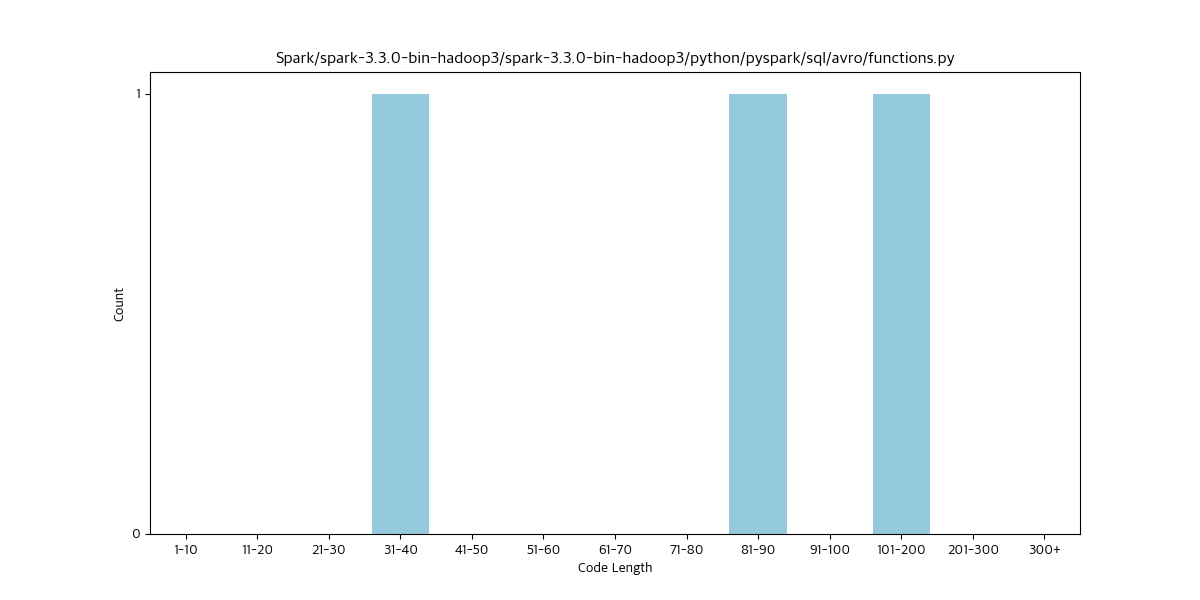 Spark/spark-3.3.0-bin-hadoop3/spark-3.3.0-bin-hadoop3/python/pyspark/sql/avro/functions.py
1
Count
0
1-10 11-20 21-30 31-40 41-50 51-60 61-70 71-80 81-90 91-100 101-200 201-300 300+
Code Length